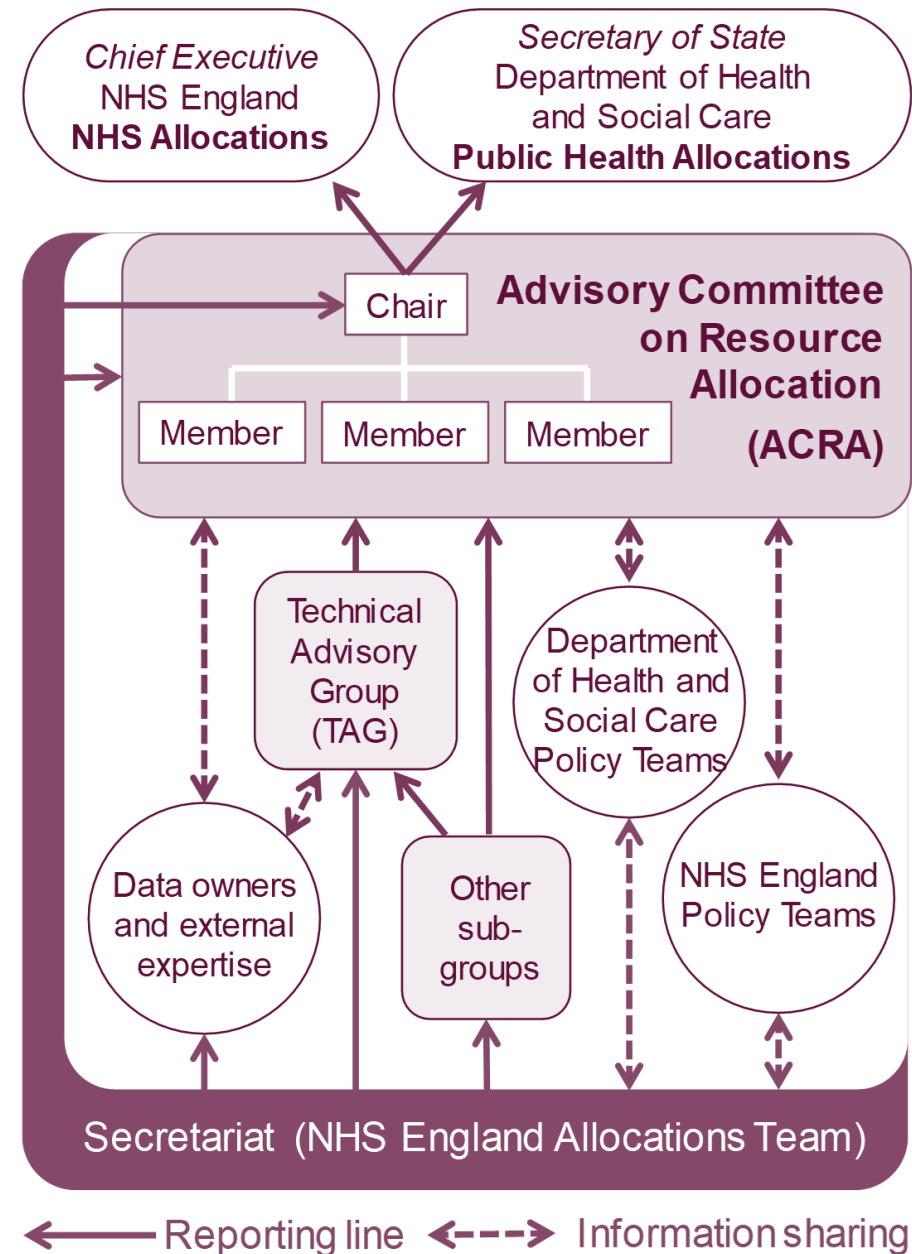 Chief Executive
NHS England
NHS Allocations
Secretary of State
Department of Health
and Social Care
Public Health Allocations
Advisory Committee
on Resource
Allocation
(ACRA)
Chair
Member
Member
Member
Technical
Advisory
Group
(TAG)
Department
of Health and
Social Care
Policy Teams
Data owners
and external
expertise
Other
sub-
groups
NHS England
Policy Teams
Secretariat (NHS England Allocations Team)
Reporting line
Information sharing